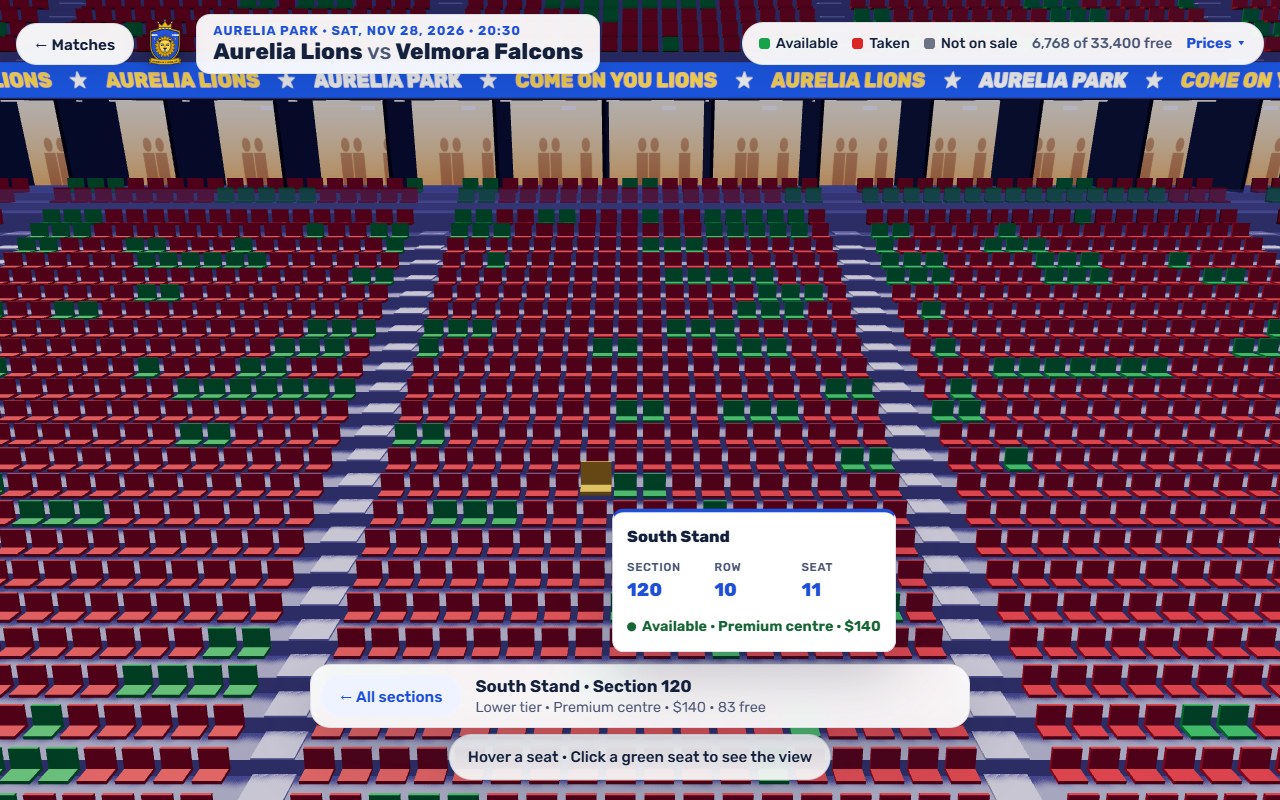 ← Matches
AURELIA PARK • SAT, NOV 28, 2026 • 20:30
Aurelia Lions vs Velmora Falcons
Available
Taken
Not on sale
6,768 of 33,400 free
Prices ▾
LIONS ★ AURELIA LIONS ★ AURELIA PARK ★ COME ON YOU LIONS ★ AURELIA LIONS ★ AURELIA PARK ★ COME ON
South Stand
SECTION ROW SEAT
120 10 11
Available • Premium centre • $140
← All sections
South Stand • Section 120
Lower tier • Premium centre • $140 • 83 free
Hover a seat • Click a green seat to see the view